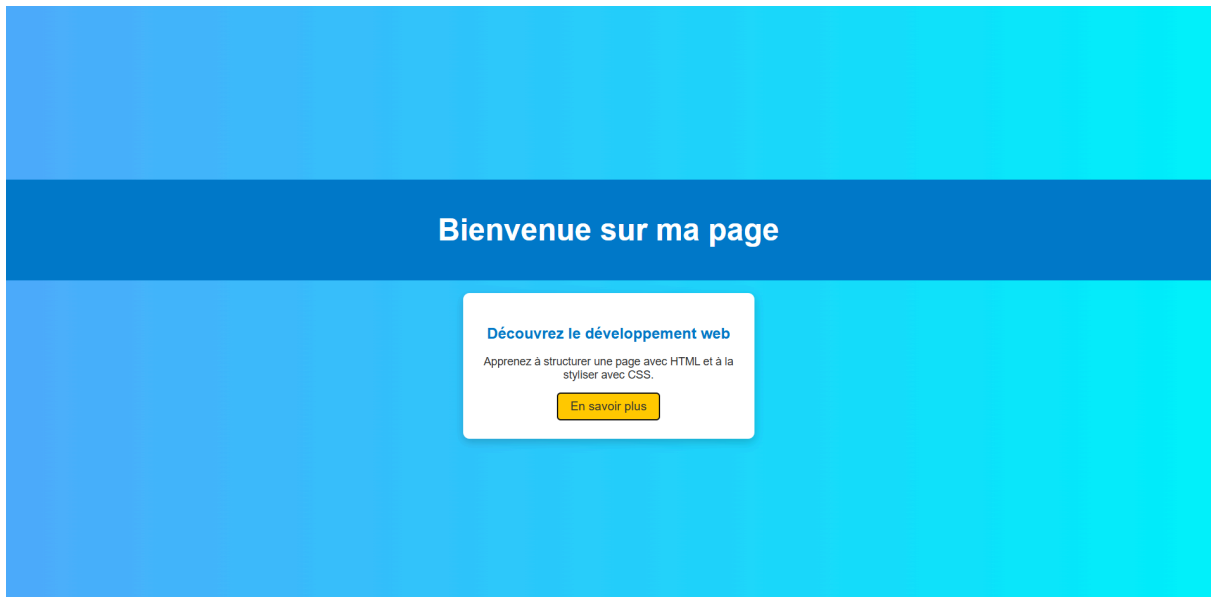 Bienvenue sur ma page
Découvrez le développement web
Apprenez à structurer une page avec HTML et à la
styliser avec CSS.
En savoir plus